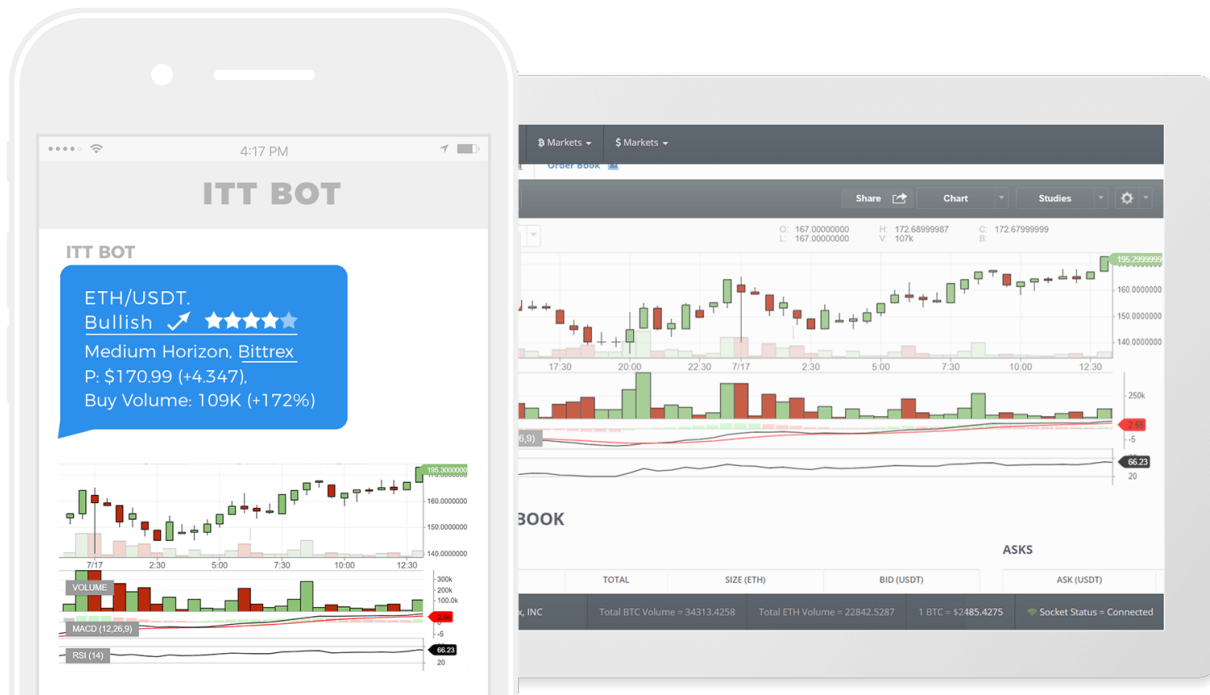 4:17 PM
ITT BOT
ITT BOT
ETH/USDT.
Bullish
Medium Horizon, Bittrex
P: $170.99 (+4.347),
Buy Volume: 109K (+172%)
195.3000000
160.0000000
150.0000000
140.0000000
7/17 2:30 5:00 7:30 10:00 12:30
VOLUME
300k
200k
100.0k
MACD (12,26,9)
-5
RSI (14)
66.23
20
Markets
$ Markets
Order Book
Share
Chart
Studies
O: 167.00000000 H: 172.68999987 C: 172.67999999
L: 167.00000000 V: 107k B:
195.2999999
160.0000000
150.0000000
140.0000000
17:30 20:00 22:30 7/17 2:30 5:00 7:30 10:00 12:30
250k
2.55
-5
6,9)
66.23
20
BOOK
ASKS
TOTAL SIZE (ETH) BID (USDT) ASK (USDT)
x, INC Total BTC Volume = 34313.4258 Total ETH Volume = 22842.5287 1 BTC = $2485.4275 Socket Status = Connected